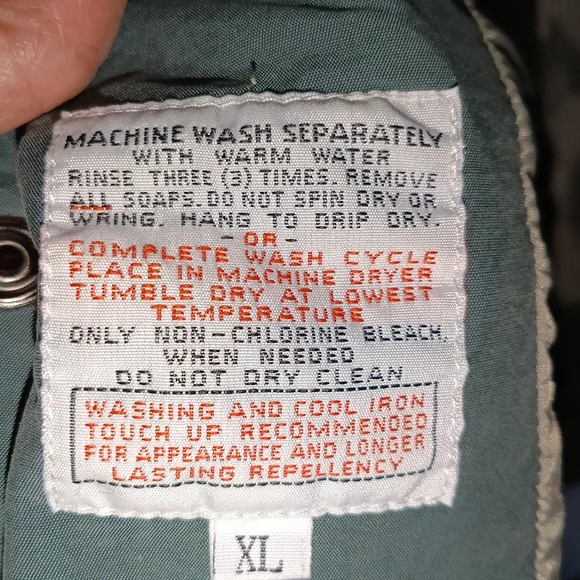 MACHINE WASH SEPARATELY
WITH WARM WATER
RINSE THREE (3) TIMES. REMOVE
ALL SOAPS. DO NOT SPIN DRY OR
WRING. HANG TO DRIP DRY.
- OR -
COMPLETE WASH CYCLE
PLACE IN MACHINE DRYER
TUMBLE DRY AT LOWEST
TEMPERATURE
ONLY NON-CHLORINE BLEACH.
WHEN NEEDED
DO NOT DRY CLEAN
WASHING AND COOL IRON
TOUCH UP RECOMMENDED
FOR APPEARANCE AND LONGER
LASTING REPELLENCY
XL